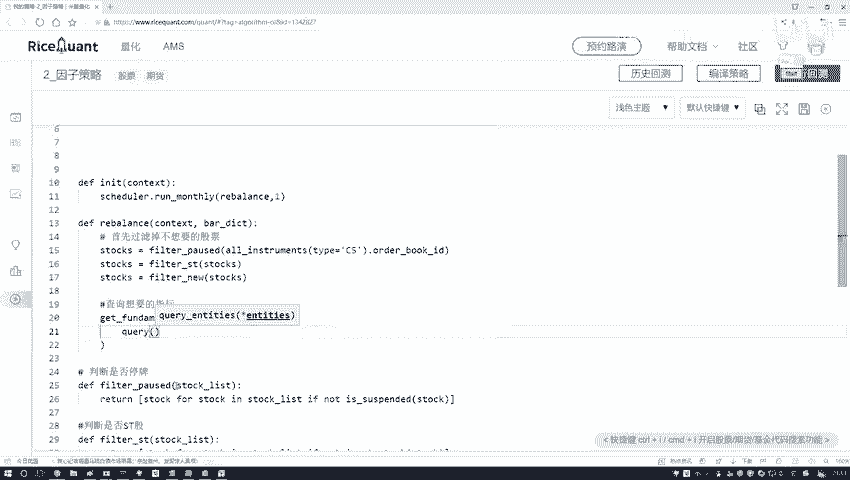 https://www.ricequant.com/quant/
RiceQuant
量化
AMS
预约路演
帮助文档
社区
2_因子策略
股票
期货
历史回测
编译策略
浅色主题
默认快捷键
6
7
8
9
10 def init(context):
11 scheduler.run_monthly(rebalance,1)
12
13 def rebalance(context, bar_dict):
14 # 首先过滤掉不想要的股票
15 stocks = filter_paused(all_instruments(type='CS').order_book_id)
16 stocks = filter_st(stocks)
17 stocks = filter_new(stocks)
18
19 #查询想要的指标
20 get_fundam
query_entities(*entities)
21 query()
22 )
23
24 # 判断是否停牌
25 def filter_paused(stock_list):
26 return [stock for stock in stock_list if not is_suspended(stock)]
27
28 #判断是否ST股
29 def filter_st(stock_list):
<快捷键 ctrl + i / cmd + i 开启股票/期货/基金代码搜索功能 >